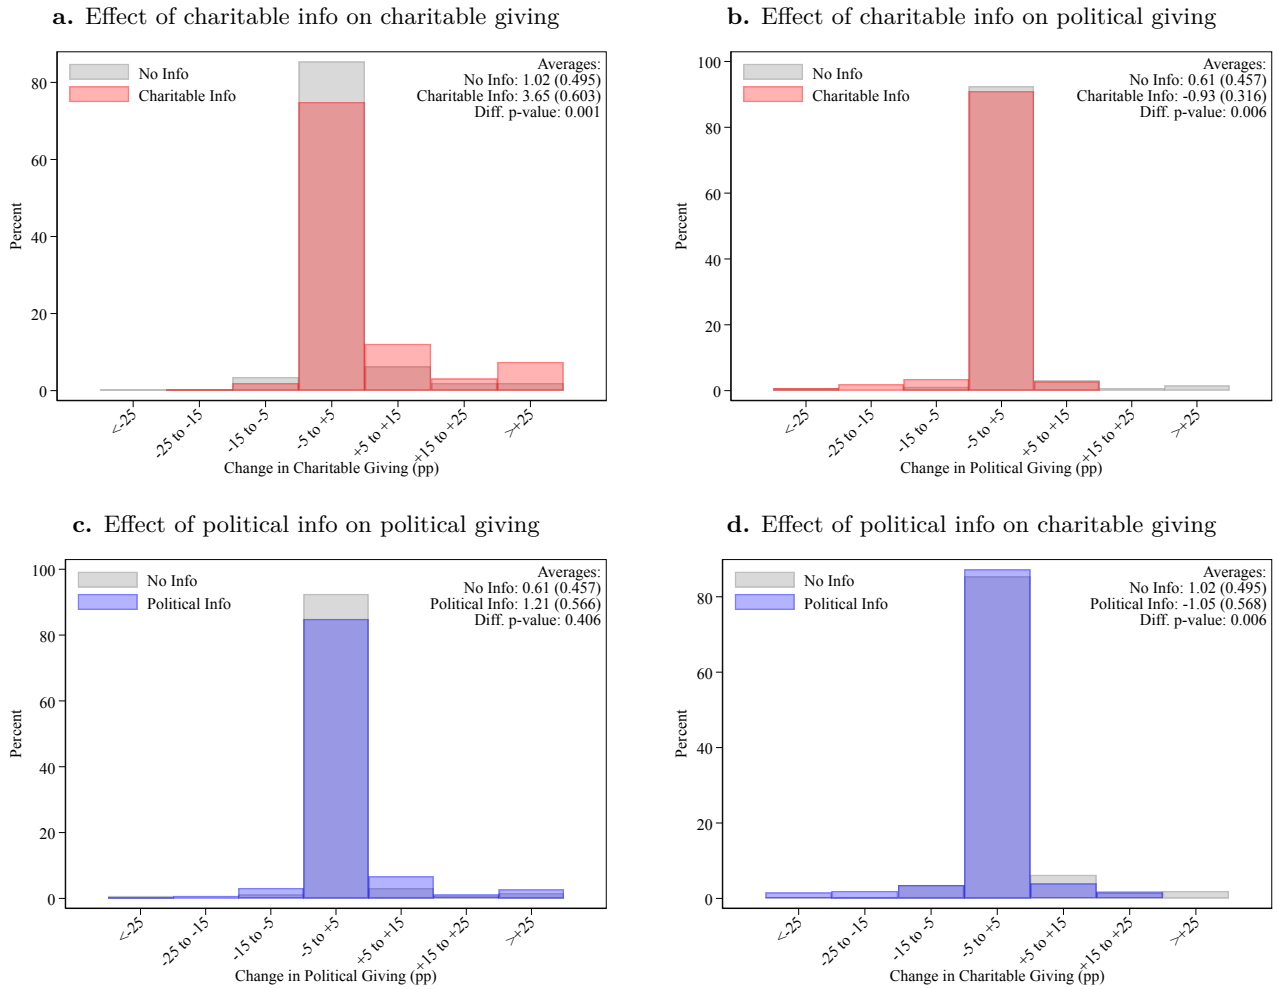 a. Effect of charitable info on charitable giving
No Info
Charitable Info
Averages:
No Info: 1.02 (0.495)
Charitable Info: 3.65 (0.603)
Diff. p-value: 0.001
Percent
80
60
40
20
0
<-25
-25 to -15
-15 to -5
-5 to +5
+5 to +15
+15 to +25
>+25
Change in Charitable Giving (pp)
b. Effect of charitable info on political giving
No Info
Charitable Info
Averages:
No Info: 0.61 (0.457)
Charitable Info: -0.93 (0.316)
Diff. p-value: 0.006
Percent
100
80
60
40
20
0
<-25
-25 to -15
-15 to -5
-5 to +5
+5 to +15
+15 to +25
>+25
Change in Political Giving (pp)
c. Effect of political info on political giving
No Info
Political Info
Averages:
No Info: 0.61 (0.457)
Political Info: 1.21 (0.566)
Diff. p-value: 0.406
Percent
100
80
60
40
20
0
<-25
-25 to -15
-15 to -5
-5 to +5
+5 to +15
+15 to +25
>+25
Change in Political Giving (pp)
d. Effect of political info on charitable giving
No Info
Political Info
Averages:
No Info: 1.02 (0.495)
Political Info: -1.05 (0.568)
Diff. p-value: 0.006
Percent
80
60
40
20
0
<-25
-25 to -15
-15 to -5
-5 to +5
+5 to +15
+15 to +25
>+25
Change in Charitable Giving (pp)